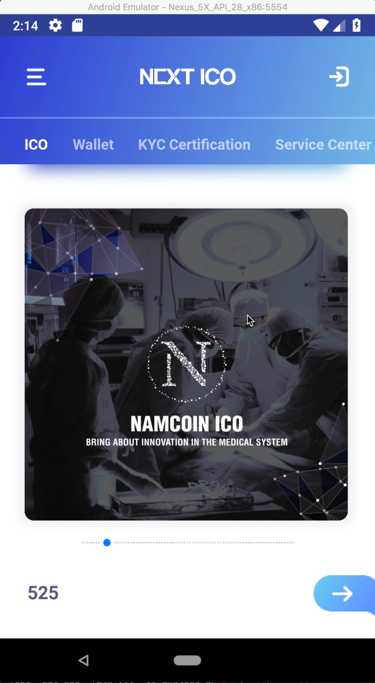 Android Emulator - Nexus_5X_API_28_x86:5554
2:14
NEXT ICO
ICO Wallet KYC Certification Service Center
N
NAMCOIN ICO
BRING ABOUT INNOVATION IN THE MEDICAL SYSTEM
525